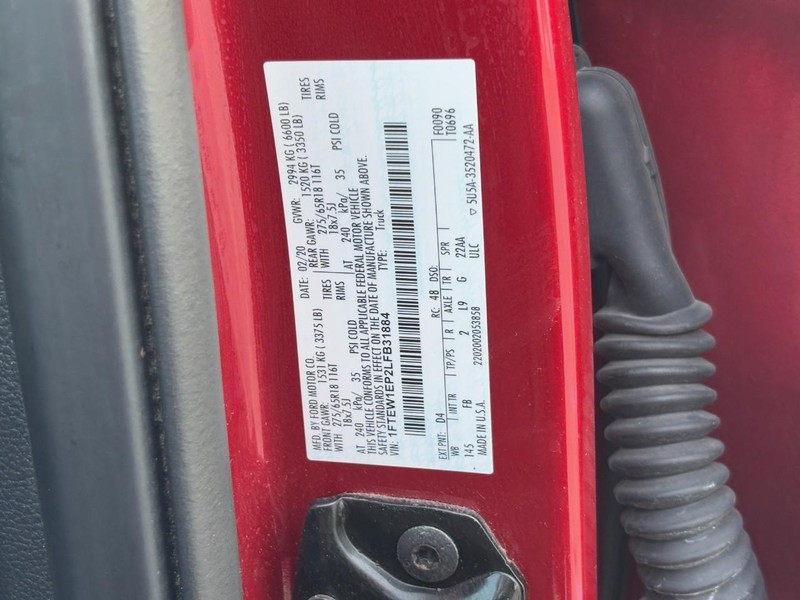 MFD. BY FORD MOTOR CO. DATE: 02/20 GVWR: 2994 KG ( 6600 LB)
FRONT GAWR: 1531 KG ( 3375 LB) REAR GAWR: 1520 KG ( 3350 LB)
WITH 275/65R18 116T TIRES WITH 275/65R18 116T TIRES
18x7.5J RIMS 18x7.5J RIMS
AT 240 kPa/ 35 PSI COLD AT 240 kPa/ 35 PSI COLD
THIS VEHICLE CONFORMS TO ALL APPLICABLE FEDERAL MOTOR VEHICLE
SAFETY STANDARDS IN EFFECT ON THE DATE OF MANUFACTURE SHOWN ABOVE.
VIN: 1FTEW1EP2LFB31884 TYPE: Truck
F0090
T0696
EXT PNT: D4 RC: 48 DSO:
WB INT TR TP/PS R AXLE TR SPR
145 FB 2 L9 G 22AA
MADE IN U.S.A. 2202002053858 ULC ▽ 5U5A-3520472-AA